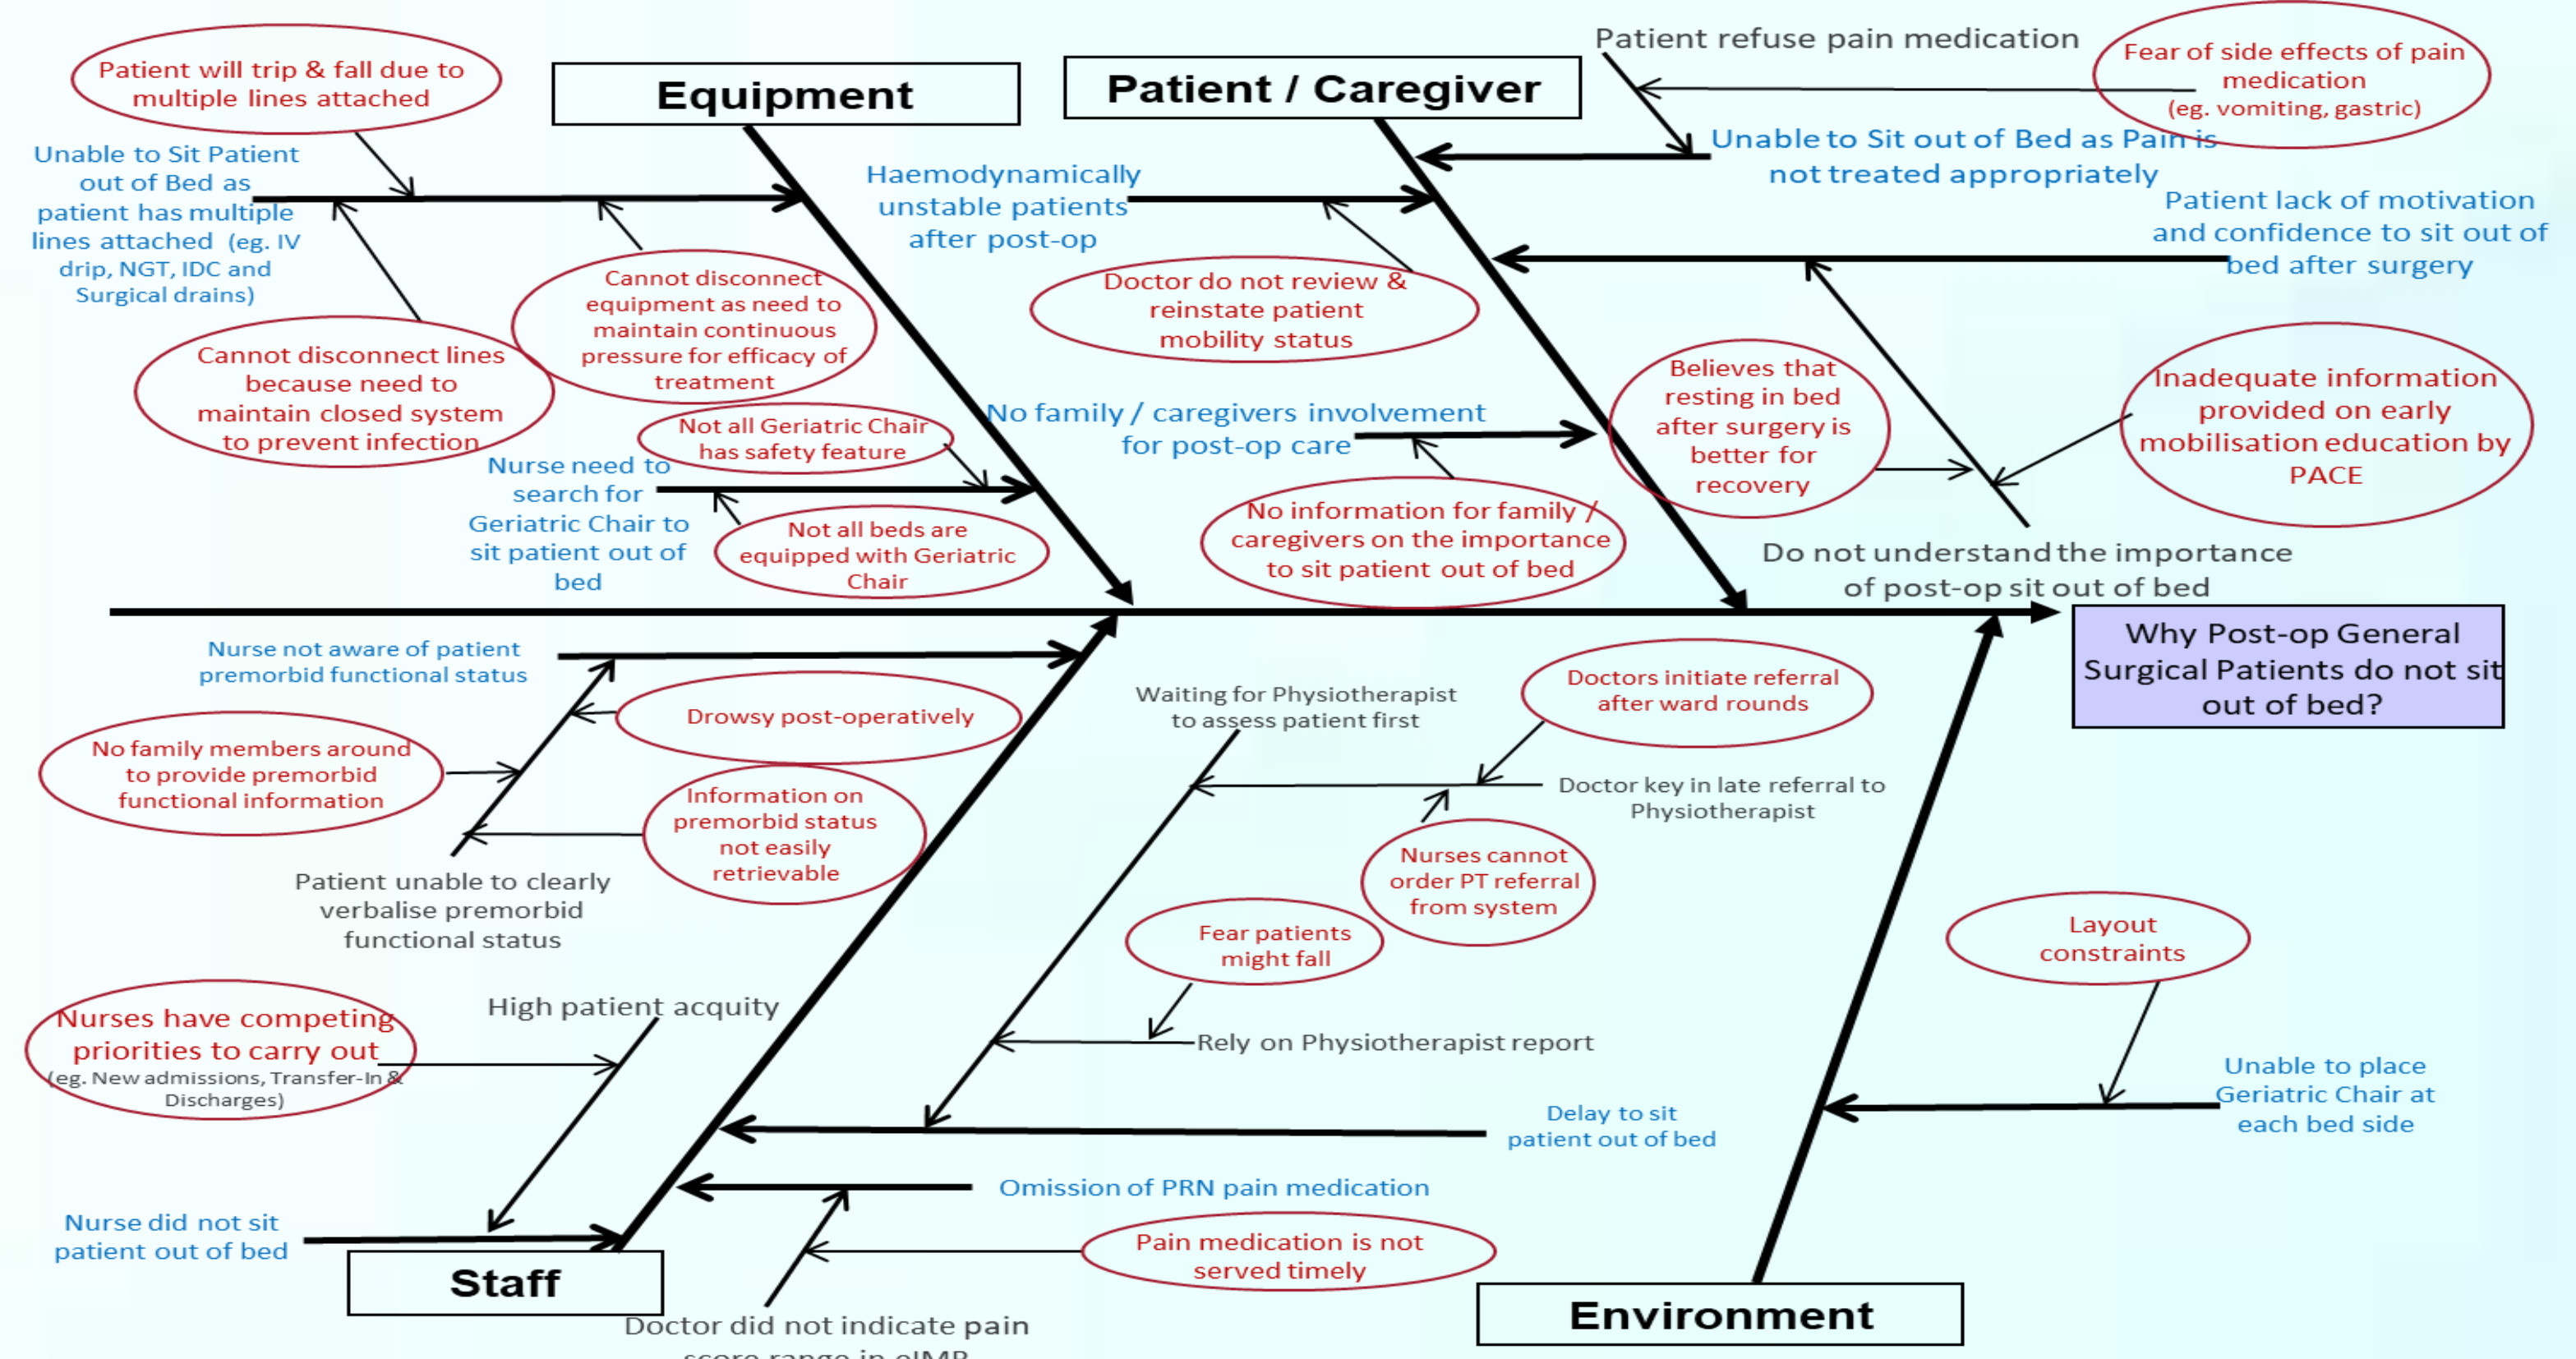 Patient will trip & fall due to
multiple lines attached
Equipment
Patient / Caregiver
Patient refuse pain medication
Fear of side effects of pain
medication
(eg. vomiting, gastric)
Unable to Sit Patient
out of Bed as
patient has multiple
lines attached (eg. IV
drip, NGT, IDC and
Surgical drains)
Haemodynamically
unstable patients
after post-op
Unable to Sit out of Bed as Pain is
not treated appropriately
Patient lack of motivation
and confidence to sit out of
bed after surgery
Cannot disconnect
equipment as need to
maintain continuous
pressure for efficacy of
treatment
Doctor do not review &
reinstate patient
mobility status
Cannot disconnect lines
because need to
maintain closed system
to prevent infection
Believes that
resting in bed
after surgery is
better for
recovery
Inadequate information
provided on early
mobilisation education by
PACE
Not all Geriatric Chair
has safety feature
No family / caregivers involvement
for post-op care
Nurse need to
search for
Geriatric Chair to
sit patient out of
bed
Not all beds are
equipped with Geriatric
Chair
No information for family /
caregivers on the importance
to sit patient out of bed
Do not understand the importance
of post-op sit out of bed
Why Post-op General
Surgical Patients do not sit
out of bed?
Nurse not aware of patient
premorbid functional status
Drowsy post-operatively
Waiting for Physiotherapist
to assess patient first
Doctors initiate referral
after ward rounds
No family members around
to provide premorbid
functional information
Information on
premorbid status
not easily
retrievable
Doctor key in late referral to
Physiotherapist
Nurses cannot
order PT referral
from system
Patient unable to clearly
verbalise premorbid
functional status
Fear patients
might fall
Layout
constraints
High patient acquity
Nurses have competing
priorities to carry out
(eg. New admissions, Transfer-In &
Discharges)
Rely on Physiotherapist report
Unable to place
Geriatric Chair at
each bed side
Delay to sit
patient out of bed
Omission of PRN pain medication
Nurse did not sit
patient out of bed
Pain medication is not
served timely
Staff
Environment
Doctor did not indicate pain
score range in eIMR